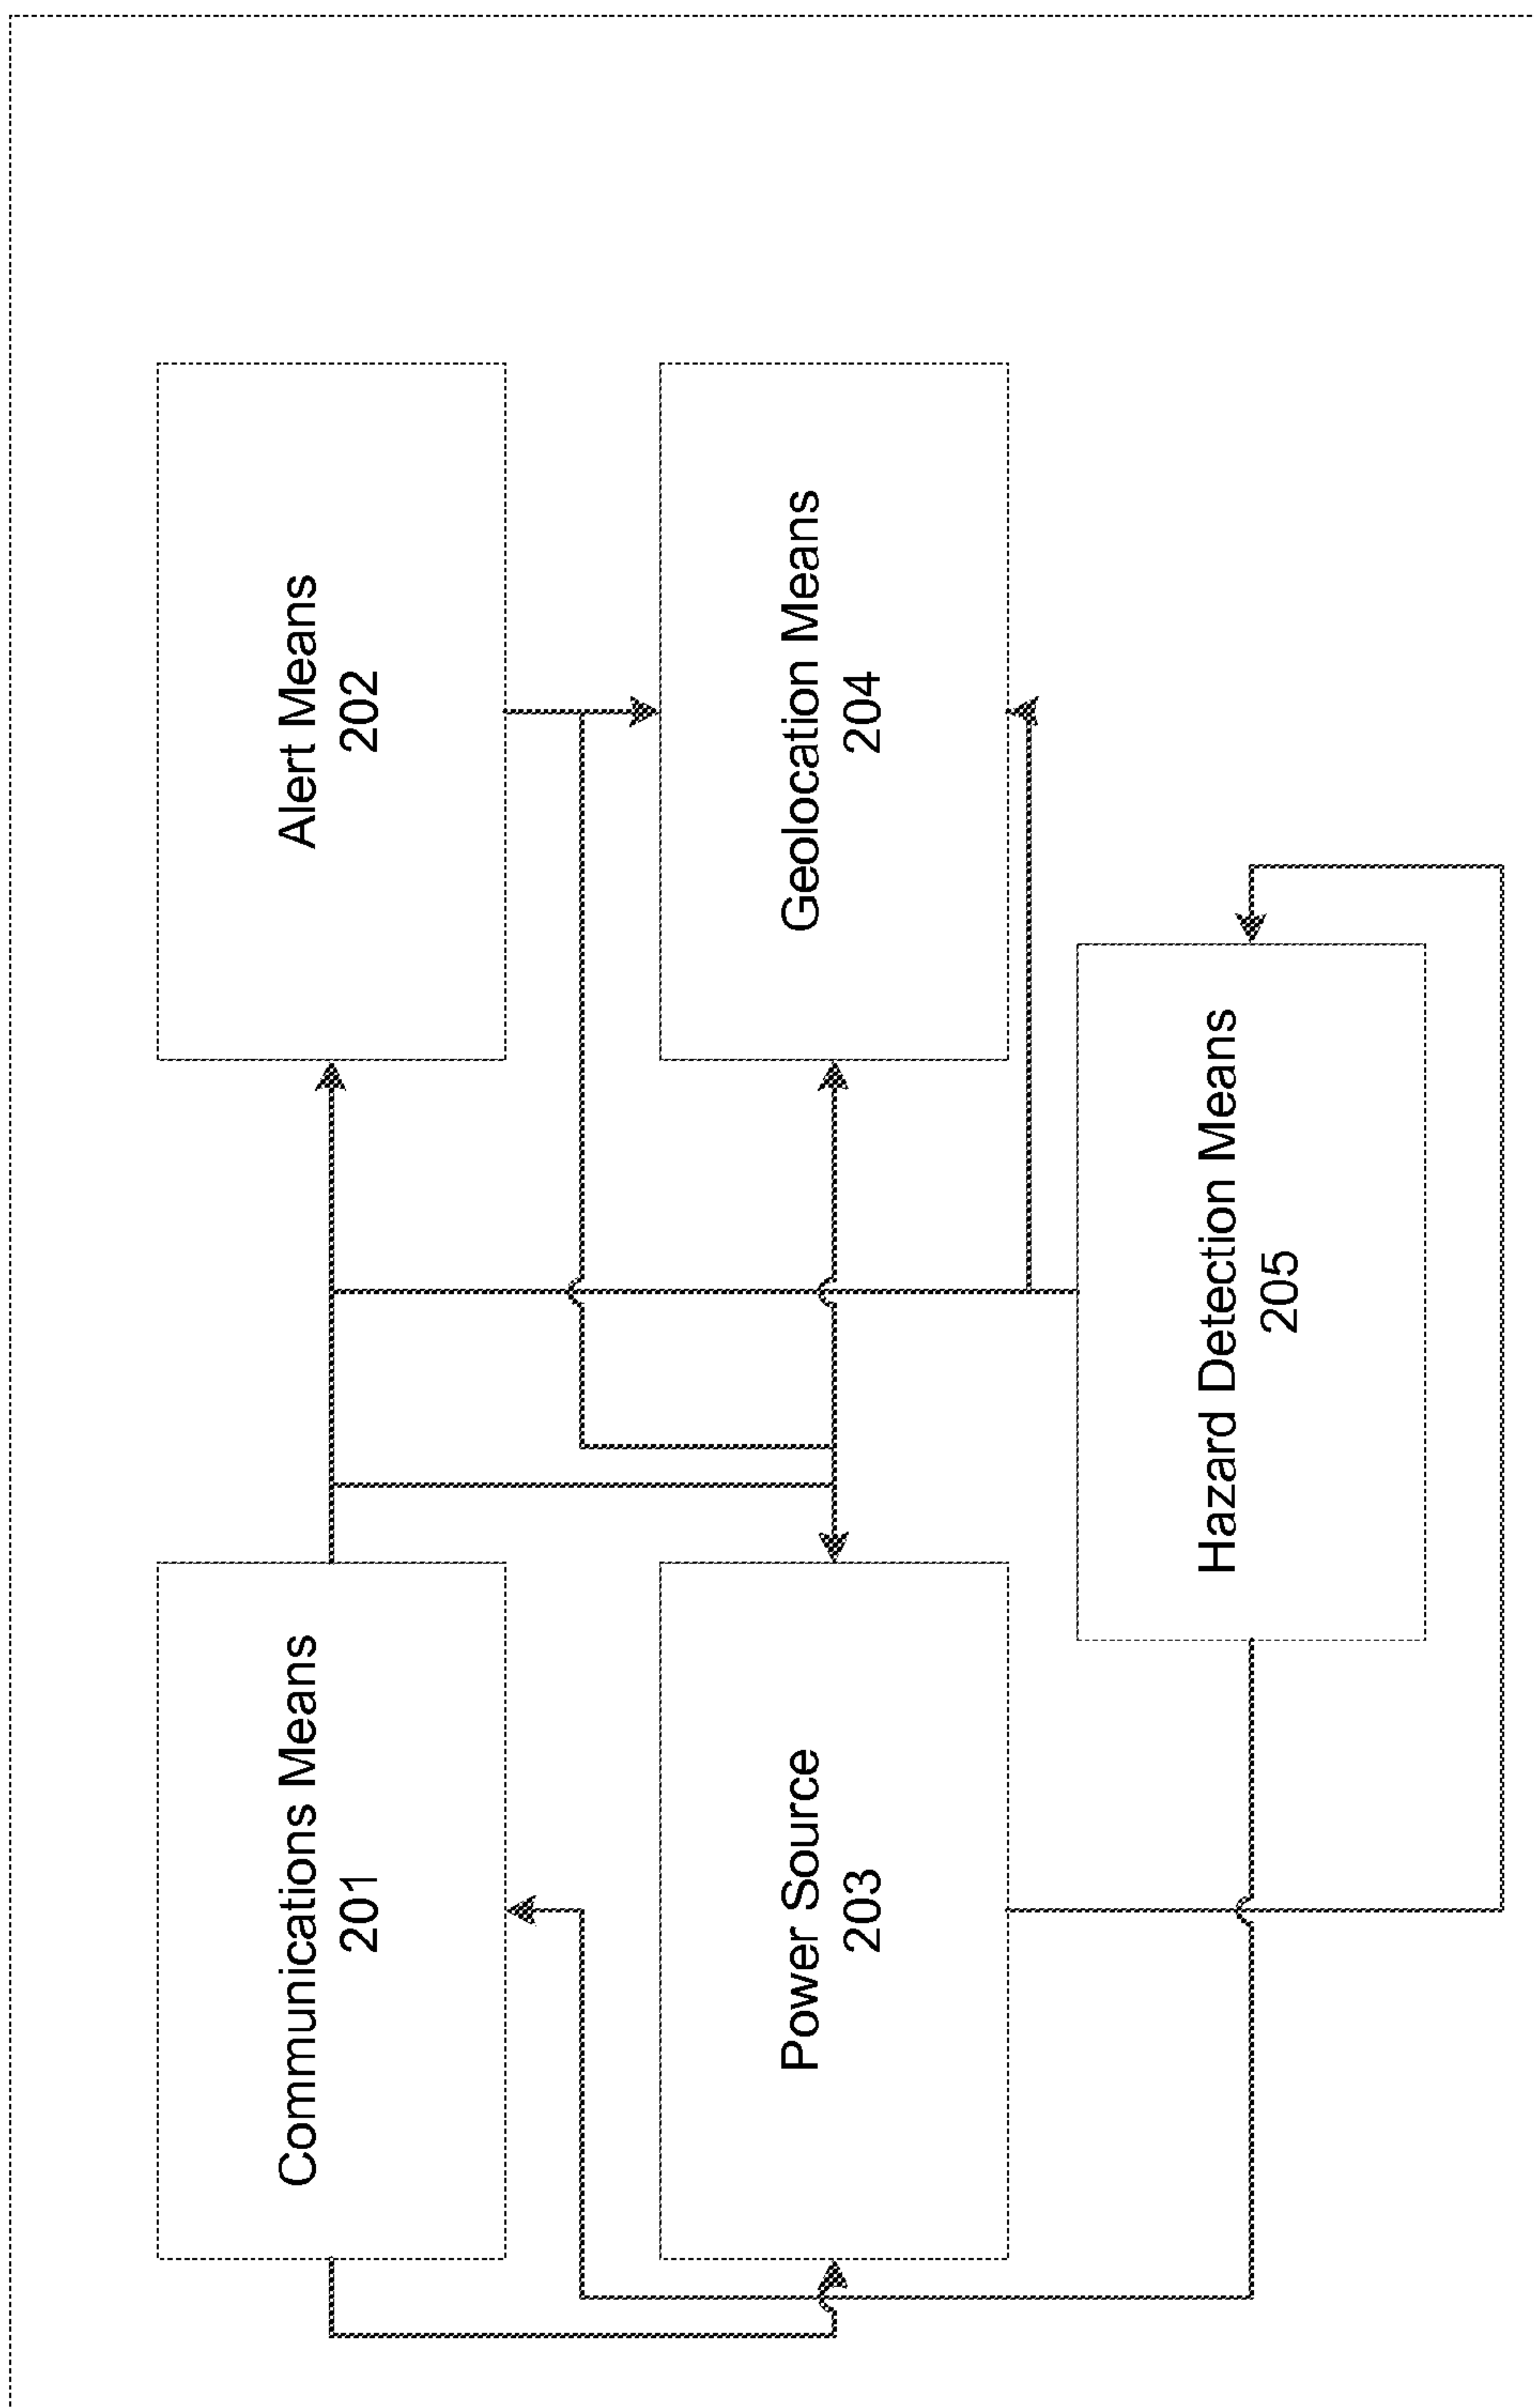 Communications Means
201
Alert Means
202
Power Source
203
Geolocation Means
204
Hazard Detection Means
205